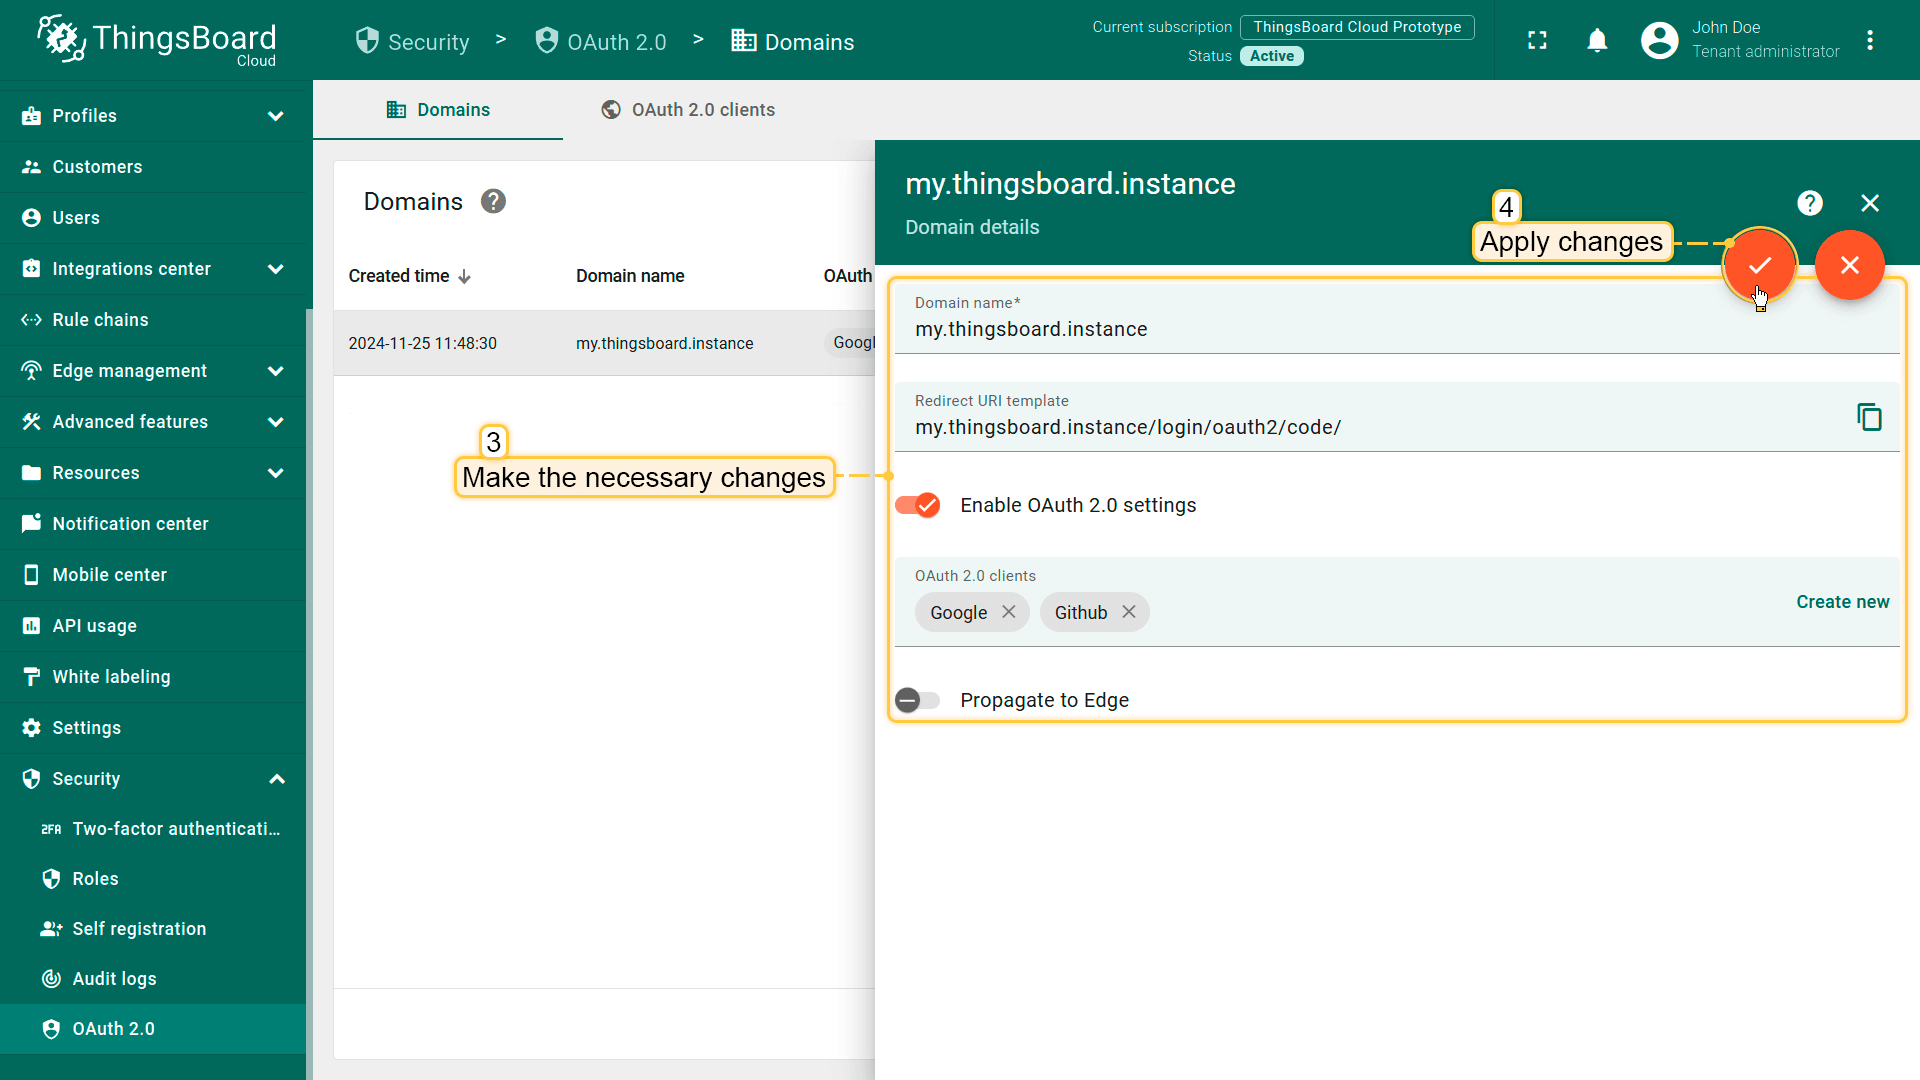 ThingsBoard
Cloud
Security > OAuth 2.0 > Domains
Current subscription ThingsBoard Cloud Prototype
Status Active
John Doe
Tenant administrator
Profiles
Customers
Users
Integrations center
Rule chains
Edge management
Advanced features
Resources
Notification center
Mobile center
API usage
White labeling
Settings
Security
2FA Two-factor authenticati...
Roles
Self registration
Audit logs
OAuth 2.0
Domains
OAuth 2.0 clients
Domains ?
Created time Domain name OAuth
2024-11-25 11:48:30 my.thingsboard.instance Googl
3
Make the necessary changes
my.thingsboard.instance
Domain details
?
4
Apply changes
Domain name*
my.thingsboard.instance
Redirect URI template
my.thingsboard.instance/login/oauth2/code/
Enable OAuth 2.0 settings
OAuth 2.0 clients
Google Github
Create new
Propagate to Edge